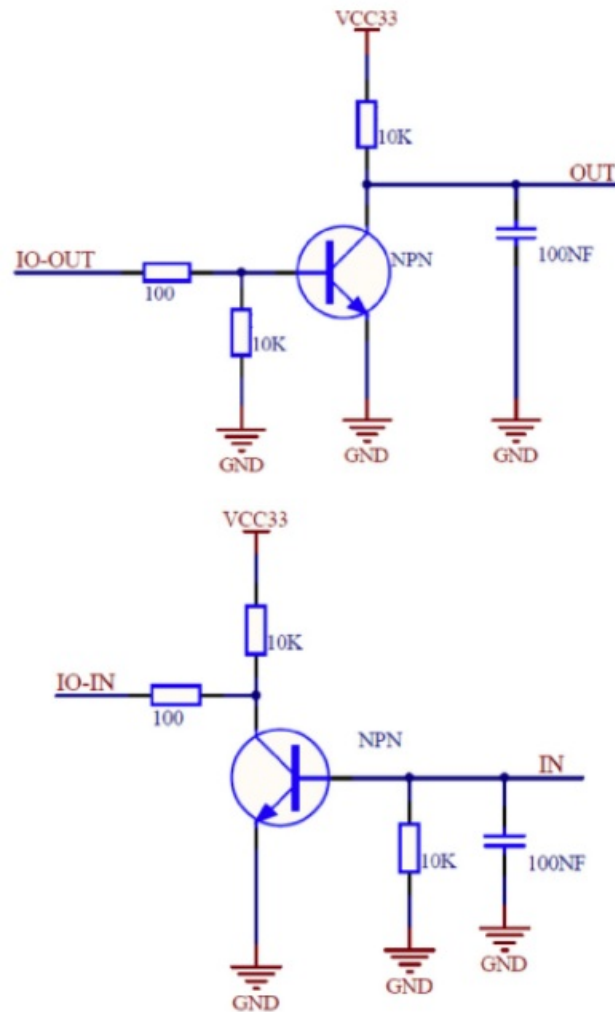 VCC33
10K
OUT
IO-OUT
NPN
100NF
100
10K
GND
GND
GND
VCC33
10K
IO-IN
100
NPN
IN
10K
100NF
GND
GND
GND